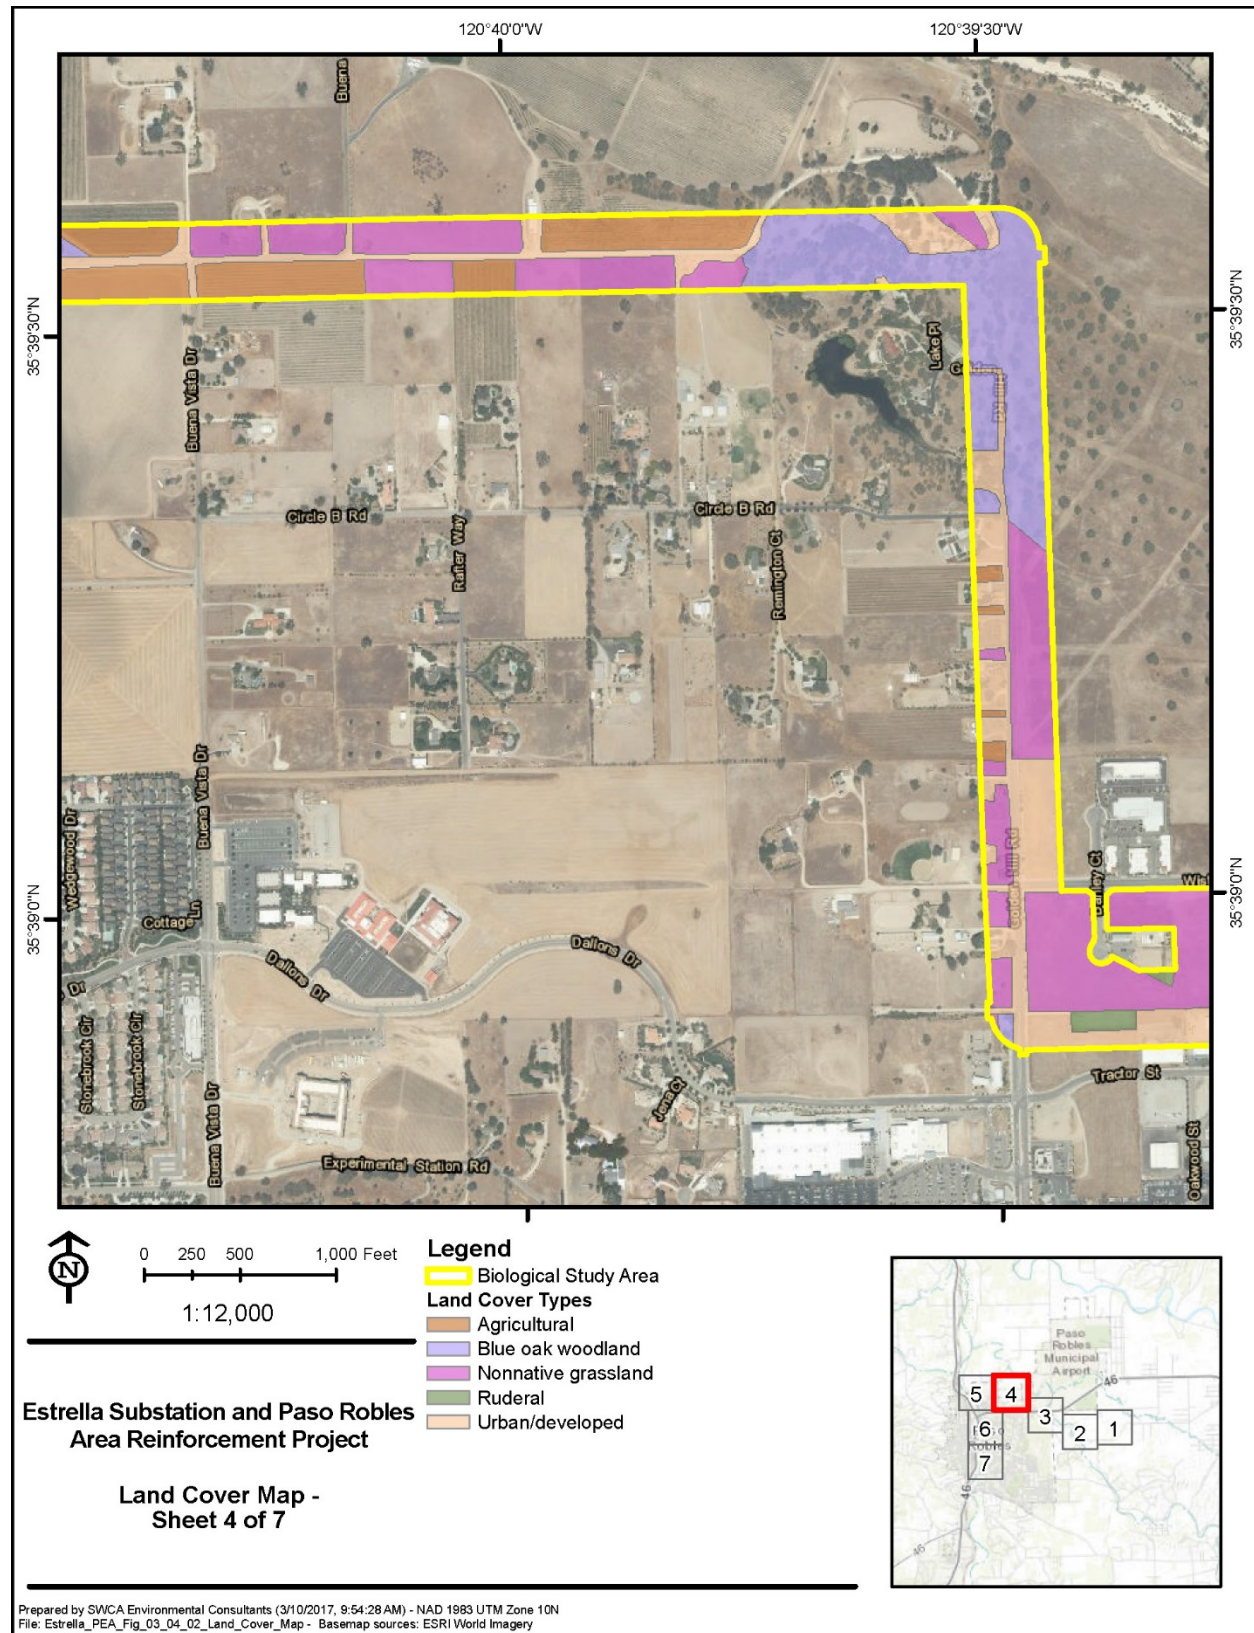 120°40'0"W
120°39'30"W
Buena
35°39'30"N
35°39'30"N
Lake Pl
Buena Vista Dr
Circle B Rd
Circle B Rd
Rafter Way
Remington Ct
Buena Vista Dr
Wedgewood Dr
Golden Hill Rd
Danley Ct
35°39'0"N
35°39'0"N
Cottage Ln
Dallons Dr
Dallons Dr
Dr
Stonebrook Cir
Stonebrook Cir
Buena Vista Dr
Jena Ct
Tractor St
Experimental Station Rd
Oakwood St
N
0 250 500 1,000 Feet
1:12,000
Legend
Biological Study Area
Land Cover Types
Agricultural
Blue oak woodland
Nonnative grassland
Ruderal
Urban/developed
Estrella Substation and Paso Robles
Area Reinforcement Project
Land Cover Map -
Sheet 4 of 7
Paso
Robles
Municipal
Airport
46
5
4
3
6
2
1
7
46
46
Prepared by SWCA Environmental Consultants (3/10/2017, 9:54:28 AM) - NAD 1983 UTM Zone 10N
File: Estrella_PEA_Fig_03_04_02_Land_Cover_Map - Basemap sources: ESRI World Imagery